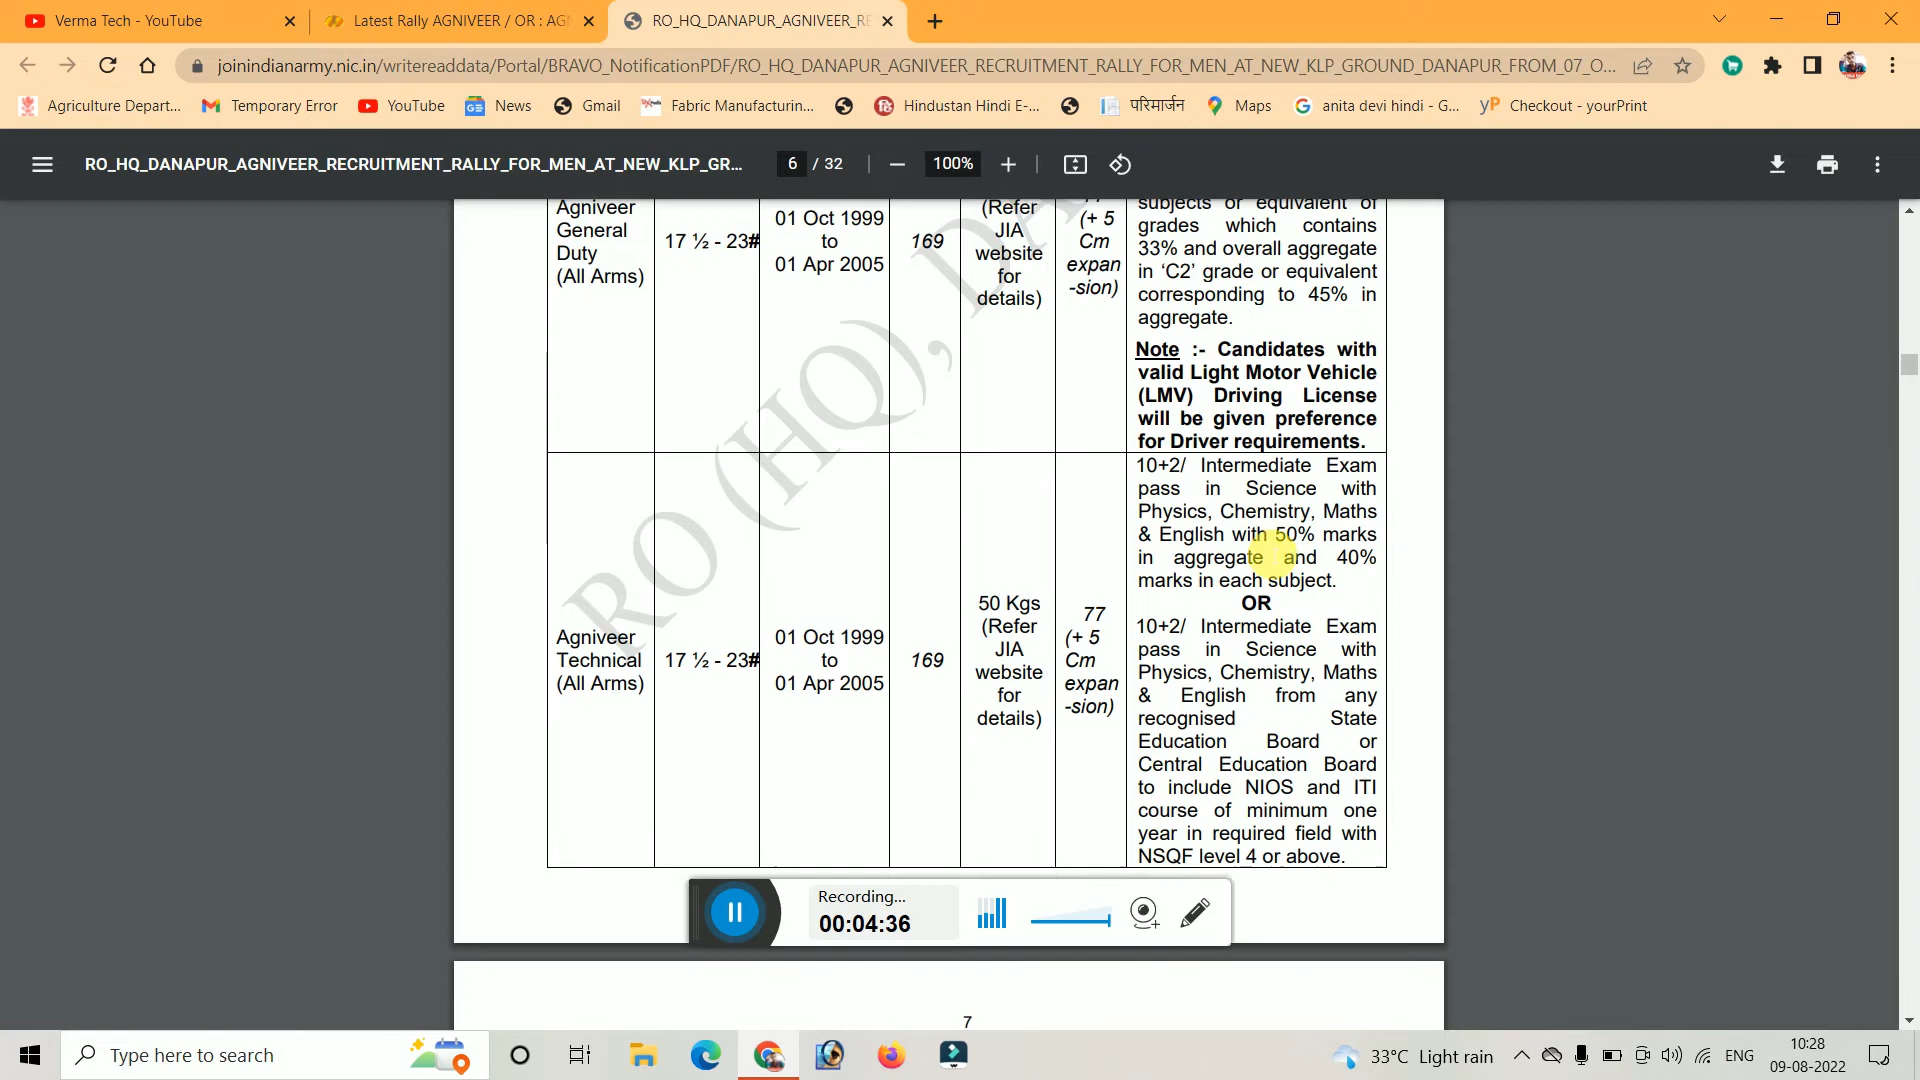 Verma Tech - YouTube
Latest Rally AGNIVEER / OR : AG
RO_HQ_DANAPUR_AGNIVEER_RE
joinindianarmy.nic.in/writereaddata/Portal/BRAVO_NotificationPDF/RO_HQ_DANAPUR_AGNIVEER_RECRUITMENT_RALLY_FOR_MEN_AT_NEW_KLP_GROUND_DANAPUR_FROM_07_O...
Agriculture Depart...
Temporary Error
YouTube
News
Gmail
Fabric Manufacturin...
Hindustan Hindi E-...
परिमार्जन
Maps
anita devi hindi - G...
yP Checkout - yourPrint
RO_HQ_DANAPUR_AGNIVEER_RECRUITMENT_RALLY_FOR_MEN_AT_NEW_KLP_GR...
6 / 32
100%
Agniveer
General
Duty
(All Arms)
17 ½ - 23#
01 Oct 1999
to
01 Apr 2005
169
(Refer
JIA
website
for
details)
77
(+ 5
Cm
expan
-sion)
subjects or equivalent of
grades which contains
33% and overall aggregate
in ‘C2’ grade or equivalent
corresponding to 45% in
aggregate.
Note :- Candidates with
valid Light Motor Vehicle
(LMV) Driving License
will be given preference
for Driver requirements.
Agniveer
Technical
(All Arms)
17 ½ - 23#
01 Oct 1999
to
01 Apr 2005
169
50 Kgs
(Refer
JIA
website
for
details)
77
(+ 5
Cm
expan
-sion)
10+2/ Intermediate Exam
pass in Science with
Physics, Chemistry, Maths
& English with 50% marks
in aggregate and 40%
marks in each subject.
OR
10+2/ Intermediate Exam
pass in Science with
Physics, Chemistry, Maths
& English from any
recognised State
Education Board or
Central Education Board
to include NIOS and ITI
course of minimum one
year in required field with
NSQF level 4 or above.
RO (HQ), DA
Recording...
00:04:36
7
Type here to search
33°C Light rain
ENG
10:28
09-08-2022